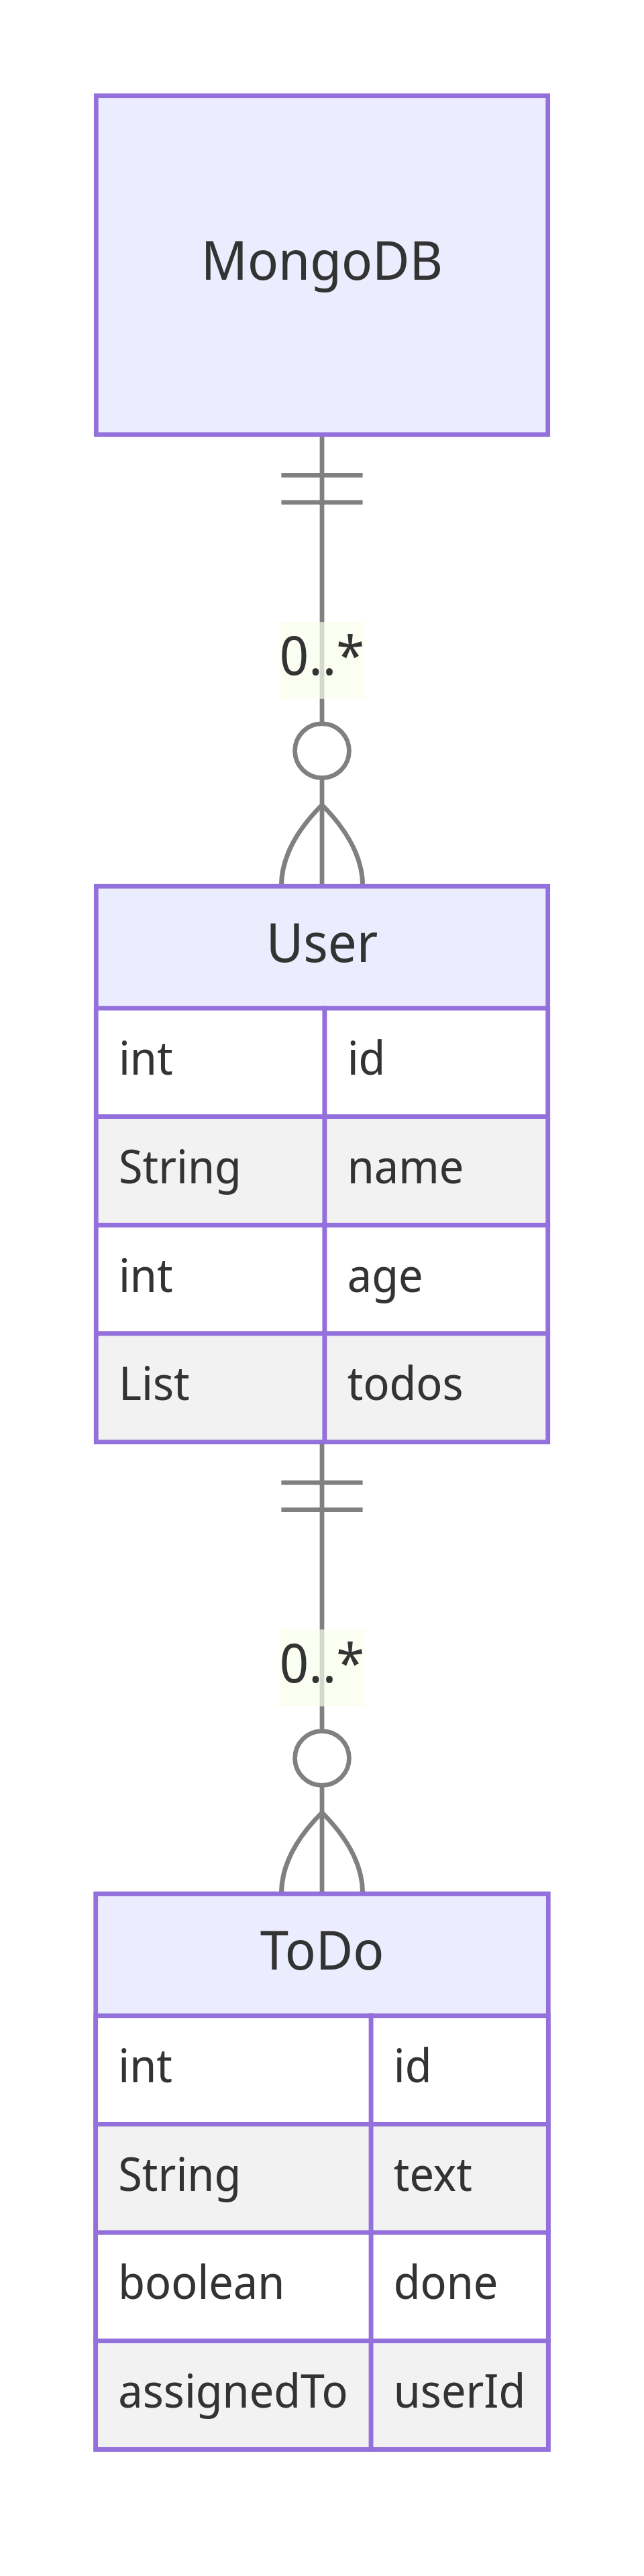 MongoDB
0..*
User
int id
String name
int age
List todos
0..*
ToDo
int id
String text
boolean done
assignedTo userId